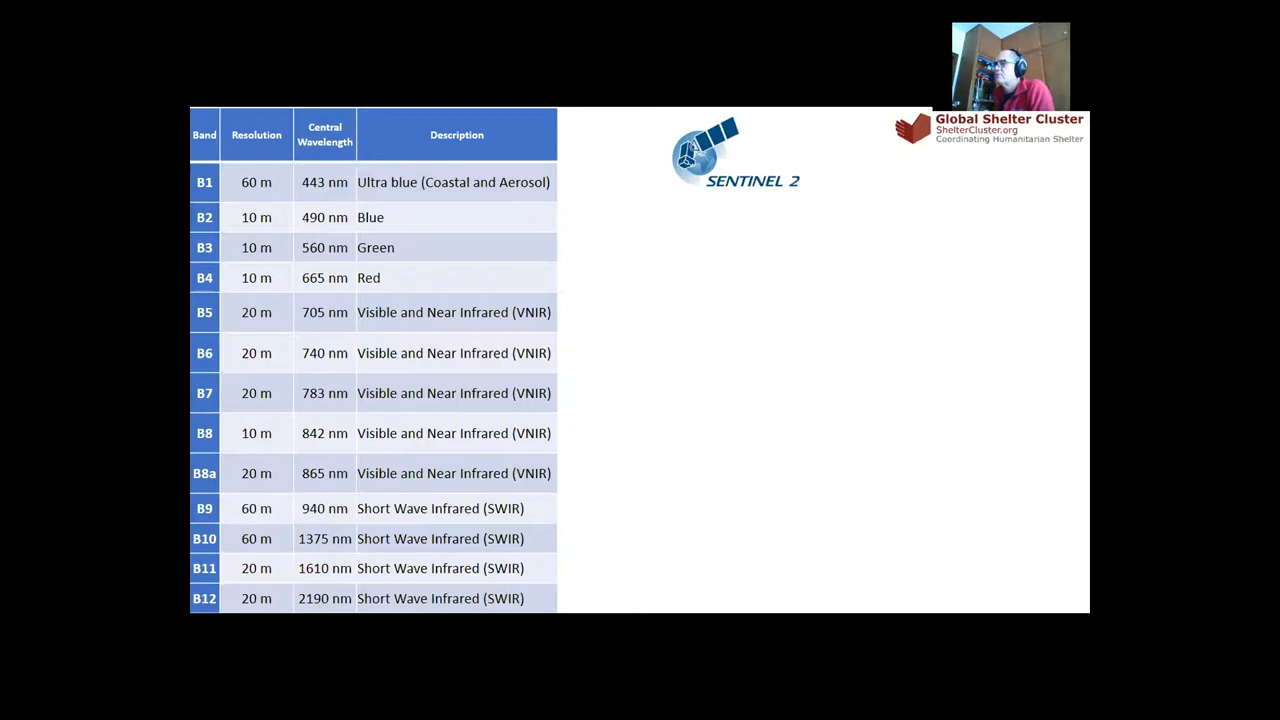 Band Resolution Central Wavelength Description
B1 60 m 443 nm Ultra blue (Coastal and Aerosol)
B2 10 m 490 nm Blue
B3 10 m 560 nm Green
B4 10 m 665 nm Red
B5 20 m 705 nm Visible and Near Infrared (VNIR)
B6 20 m 740 nm Visible and Near Infrared (VNIR)
B7 20 m 783 nm Visible and Near Infrared (VNIR)
B8 10 m 842 nm Visible and Near Infrared (VNIR)
B8a 20 m 865 nm Visible and Near Infrared (VNIR)
B9 60 m 940 nm Short Wave Infrared (SWIR)
B10 60 m 1375 nm Short Wave Infrared (SWIR)
B11 20 m 1610 nm Short Wave Infrared (SWIR)
B12 20 m 2190 nm Short Wave Infrared (SWIR)
SENTINEL 2
Global Shelter Cluster
ShelterCluster.org
Coordinating Humanitarian Shelter